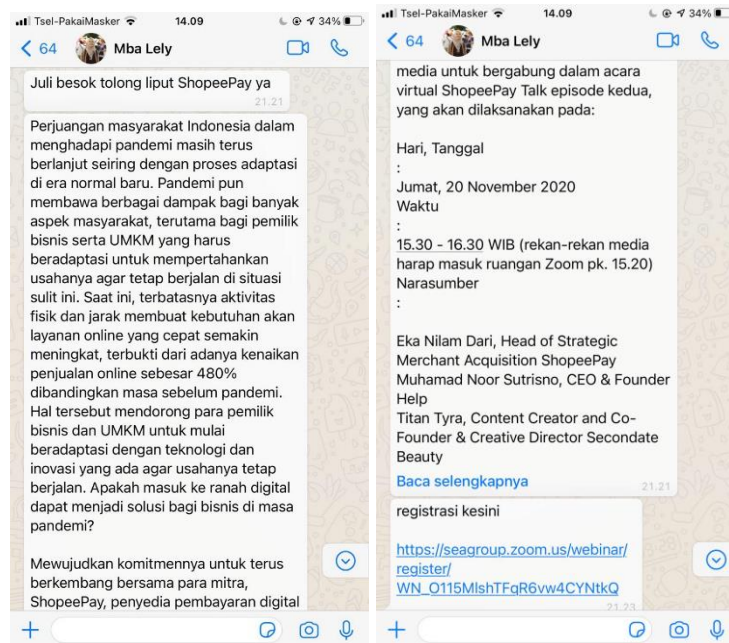 Tsel-PakaiMasker 14.09 34%
64 Mba Lely
Juli besok tolong liput ShopeePay ya
21.21
Perjuangan masyarakat Indonesia dalam
menghadapi pandemi masih terus
berlanjut seiring dengan proses adaptasi
di era normal baru. Pandemi pun
membawa berbagai dampak bagi banyak
aspek masyarakat, terutama bagi pemilik
bisnis serta UMKM yang harus
beradaptasi untuk mempertahankan
usahanya agar tetap berjalan di situasi
sulit ini. Saat ini, terbatasnya aktivitas
fisik dan jarak membuat kebutuhan akan
layanan online yang cepat semakin
meningkat, terbukti dari adanya kenaikan
penjualan online sebesar 480%
dibandingkan masa sebelum pandemi.
Hal tersebut mendorong para pemilik
bisnis dan UMKM untuk mulai
beradaptasi dengan teknologi dan
inovasi yang ada agar usahanya tetap
berjalan. Apakah masuk ke ranah digital
dapat menjadi solusi bagi bisnis di masa
pandemi?
Mewujudkan komitmennya untuk terus
berkembang bersama para mitra,
ShopeePay, penyedia pembayaran digital
Tsel-PakaiMasker 14.09 34%
64 Mba Lely
media untuk bergabung dalam acara
virtual ShopeePay Talk episode kedua,
yang akan dilaksanakan pada:
Hari, Tanggal
:
Jumat, 20 November 2020
Waktu
:
15.30 - 16.30 WIB (rekan-rekan media
harap masuk ruangan Zoom pk. 15.20)
Narasumber
:
Eka Nilam Dari, Head of Strategic
Merchant Acquisition ShopeePay
Muhamad Noor Sutrisno, CEO & Founder
Help
Titan Tyra, Content Creator and Co-
Founder & Creative Director Secondate
Beauty
Baca selengkapnya 21.21
registrasi kesini
https://seagroup.zoom.us/webinar/
register/
WN_O115MlshTFqR6vw4CYNtkQ
21.23